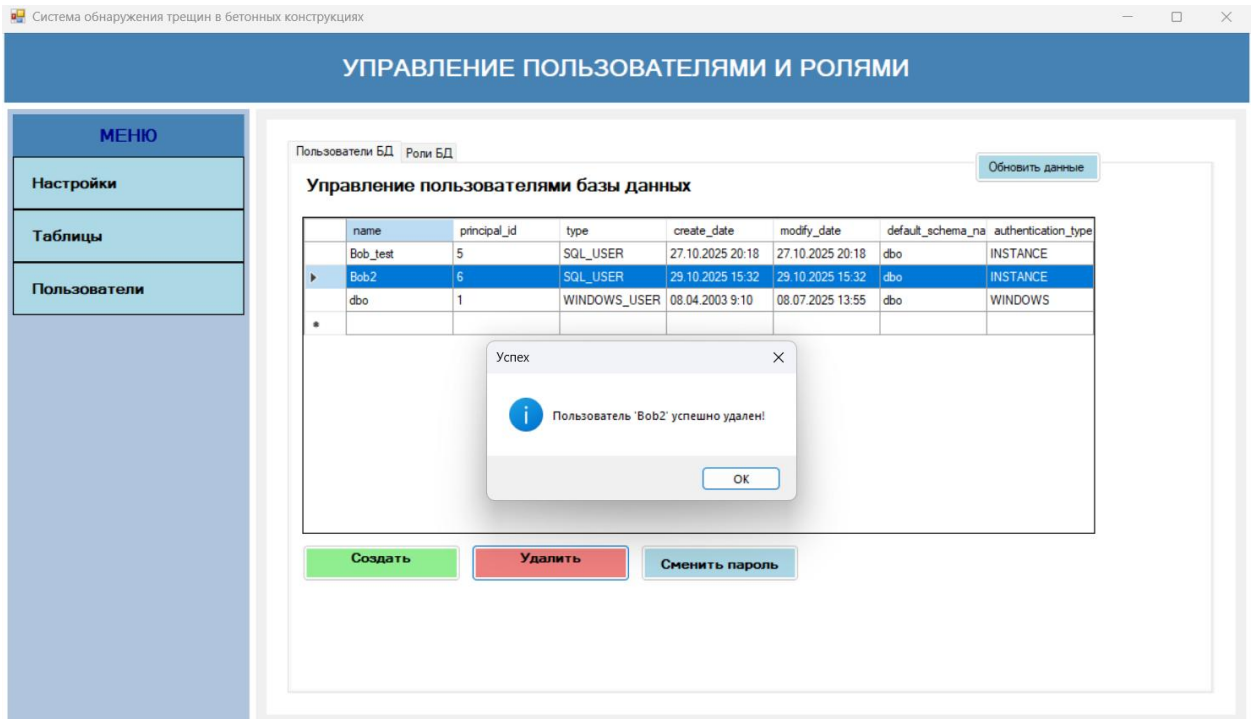 Система обнаружения трещин в бетонных конструкциях
УПРАВЛЕНИЕ ПОЛЬЗОВАТЕЛЯМИ И РОЛЯМИ
МЕНЮ
Настройки
Таблицы
Пользователи
Пользователи БД Роли БД
Обновить данные
Управление пользователями базы данных
name principal_id type create_date modify_date default_schema_na authentication_type
Bob_test 5 SQL_USER 27.10.2025 20:18 27.10.2025 20:18 dbo INSTANCE
Bob2 6 SQL_USER 29.10.2025 15:32 29.10.2025 15:32 dbo INSTANCE
dbo 1 WINDOWS_USER 08.04.2003 9:10 08.07.2025 13:55 dbo WINDOWS
Успех
Пользователь 'Bob2' успешно удален!
ОК
Создать Удалить Сменить пароль